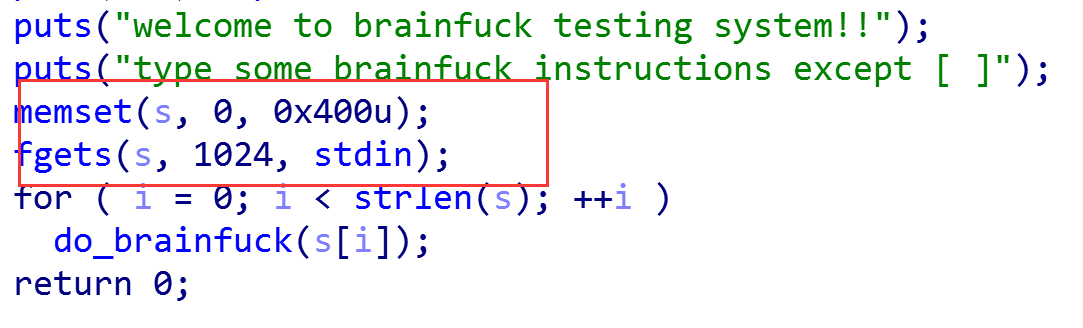 puts("welcome to brainfuck testing system!!");
puts("type some brainfuck instructions except [ ]");
memset(s, 0, 0x400u);
fgets(s, 1024, stdin);
for ( i = 0; i < strlen(s); ++i )
do_brainfuck(s[i]);
return 0;